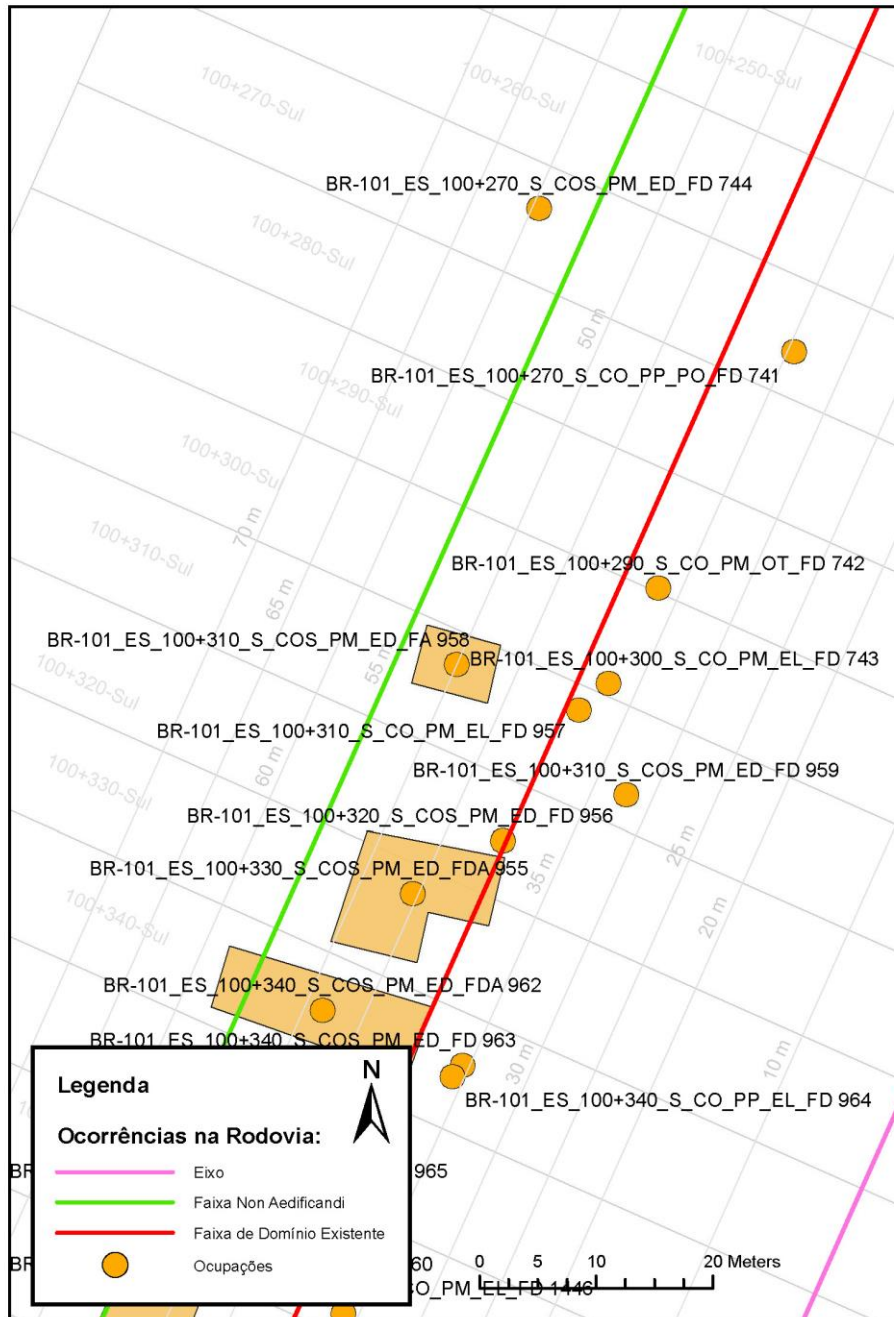 100+270-Sul
100+260-Sul
100+250-Sul
BR-101_ES_100+270_S_COS_PM_ED_FD 744
100+280-Sul
50 m
BR-101_ES_100+270_S_CO_PP_PO_FD 741
100+290-Sul
100+300-Sul
70 m
100+310-Sul
BR-101_ES_100+290_S_CO_PM_OT_FD 742
65 m
BR-101_ES_100+310_S_COS_PM_ED_FA 958
BR-101_ES_100+300_S_CO_PM_EL_FD 743
55 m
100+320-Sul
BR-101_ES_100+310_S_CO_PM_EL_FD 957
60 m
BR-101_ES_100+310_S_COS_PM_ED_FD 959
100+330-Sul
BR-101_ES_100+320_S_COS_PM_ED_FD 956
25 m
35 m
BR-101_ES_100+330_S_COS_PM_ED_FDA 955
100+340-Sul
20 m
BR-101_ES_100+340_S_COS_PM_ED_FDA 962
BR-101_ES_100+340_S_COS_PM_ED_FD 963
30 m
10 m
BR-101_ES_100+340_S_CO_PP_EL_FD 964
Legenda
N
Ocorrências na Rodovia:
Eixo
965
Faixa Non Aedificandi
Faixa de Domínio Existente
Ocupações
60
0 5 10 20 Meters
CO_PM_EL_FD 1446